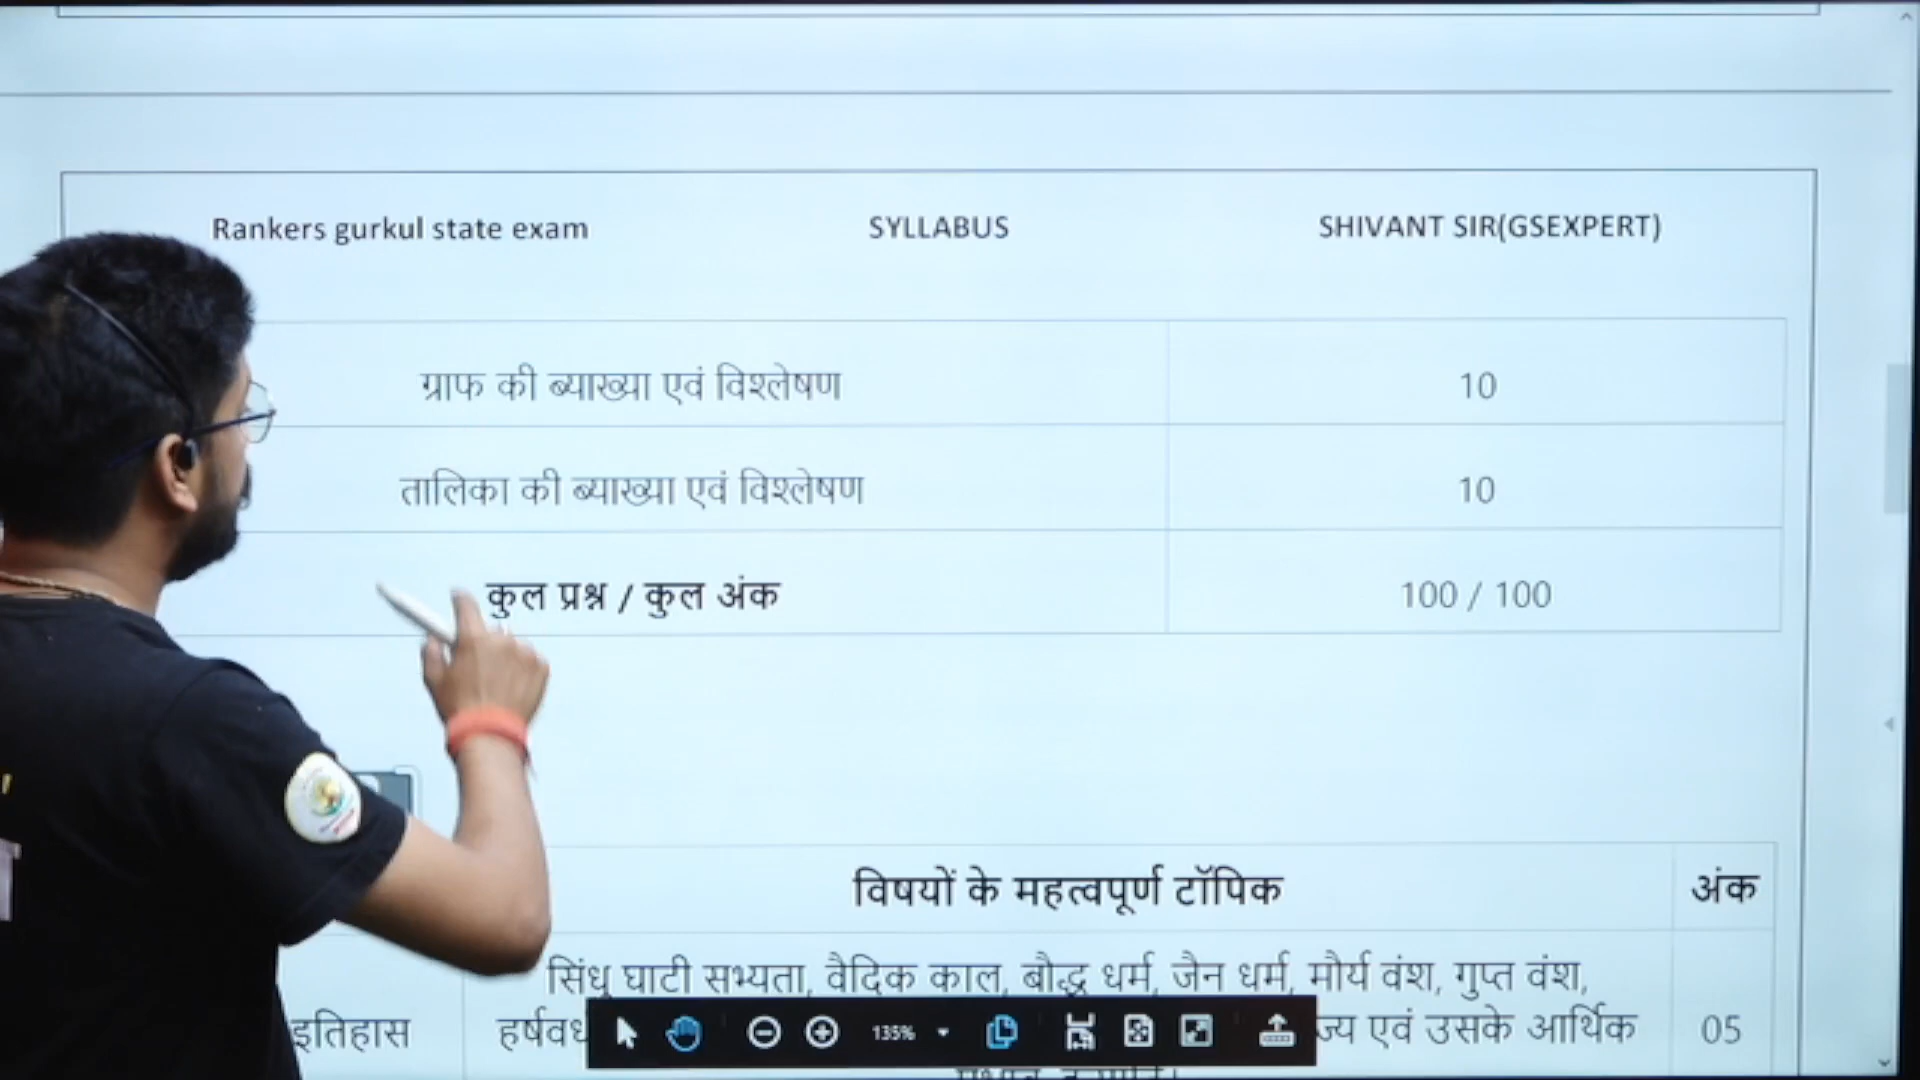 Rankers gurkul state exam SYLLABUS SHIVANT SIR(GSEXPERT)
ग्राफ की ब्याख्या एवं विश्लेषण 10
तालिका की ब्याख्या एवं विश्लेषण 10
कुल प्रश्न / कुल अंक 100 / 100
विषयों के महत्वपूर्ण टॉपिक अंक
सिंधु घाटी सभ्यता, वैदिक काल, बौद्ध धर्म, जैन धर्म, मौर्य वंश, गुप्त वंश,
इतिहास एवं उसके आर्थिक 05
135%